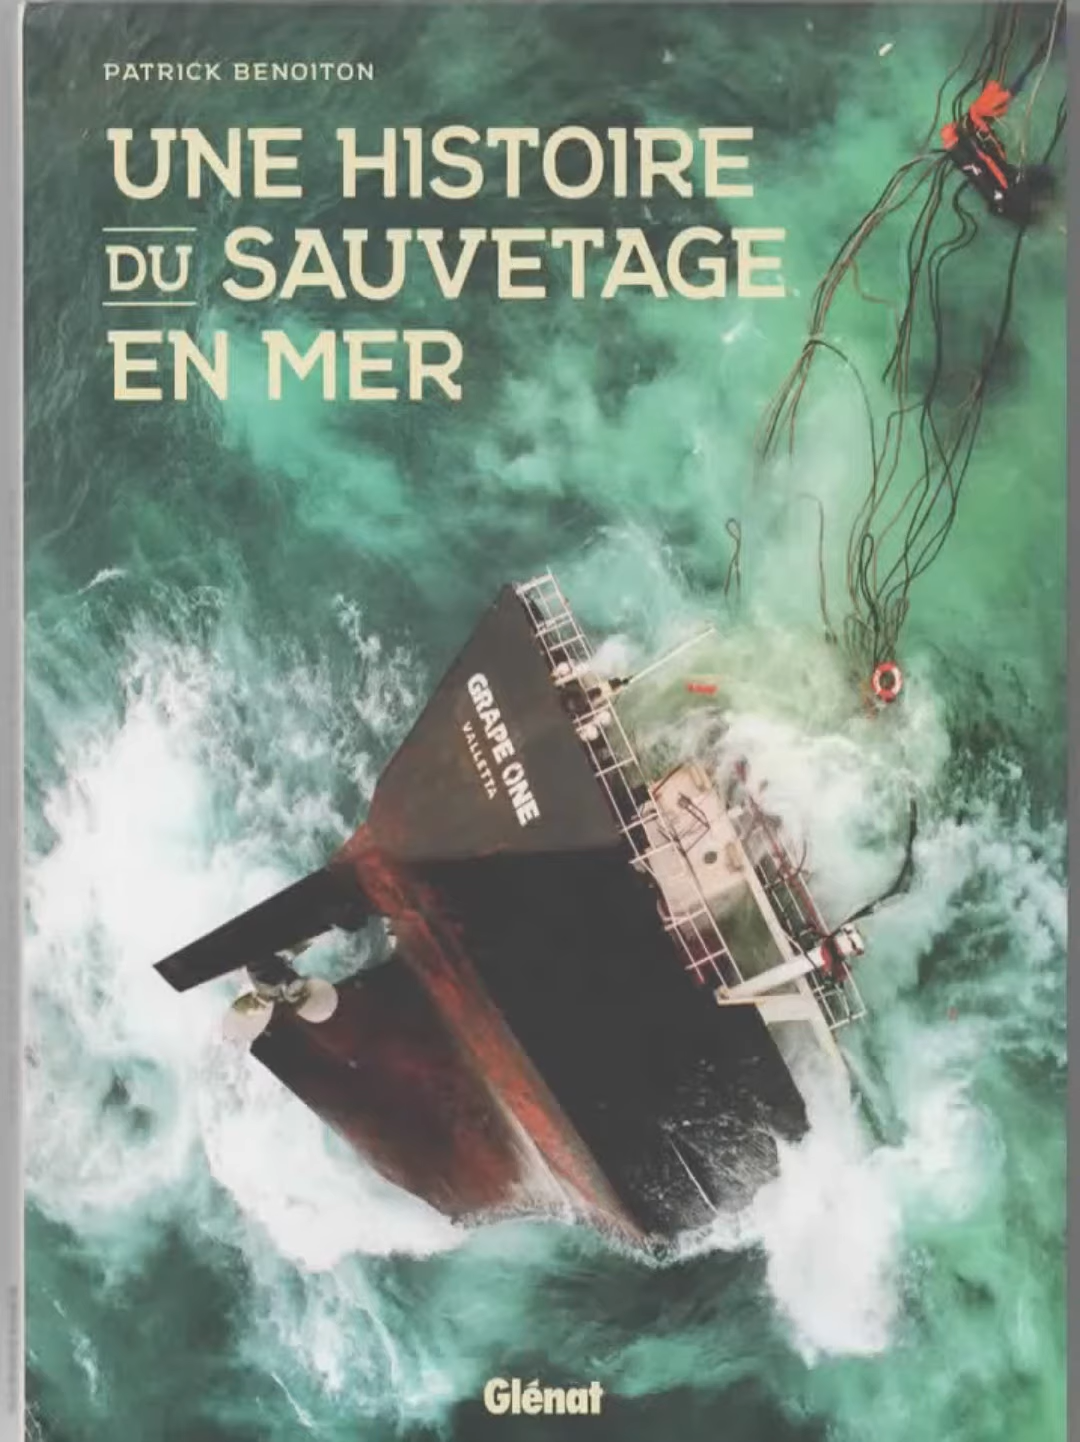 PATRICK BENOITON
UNE HISTOIRE
DU SAUVETAGE
EN MER
GRAPE ONE
VALLETTA
Glénat